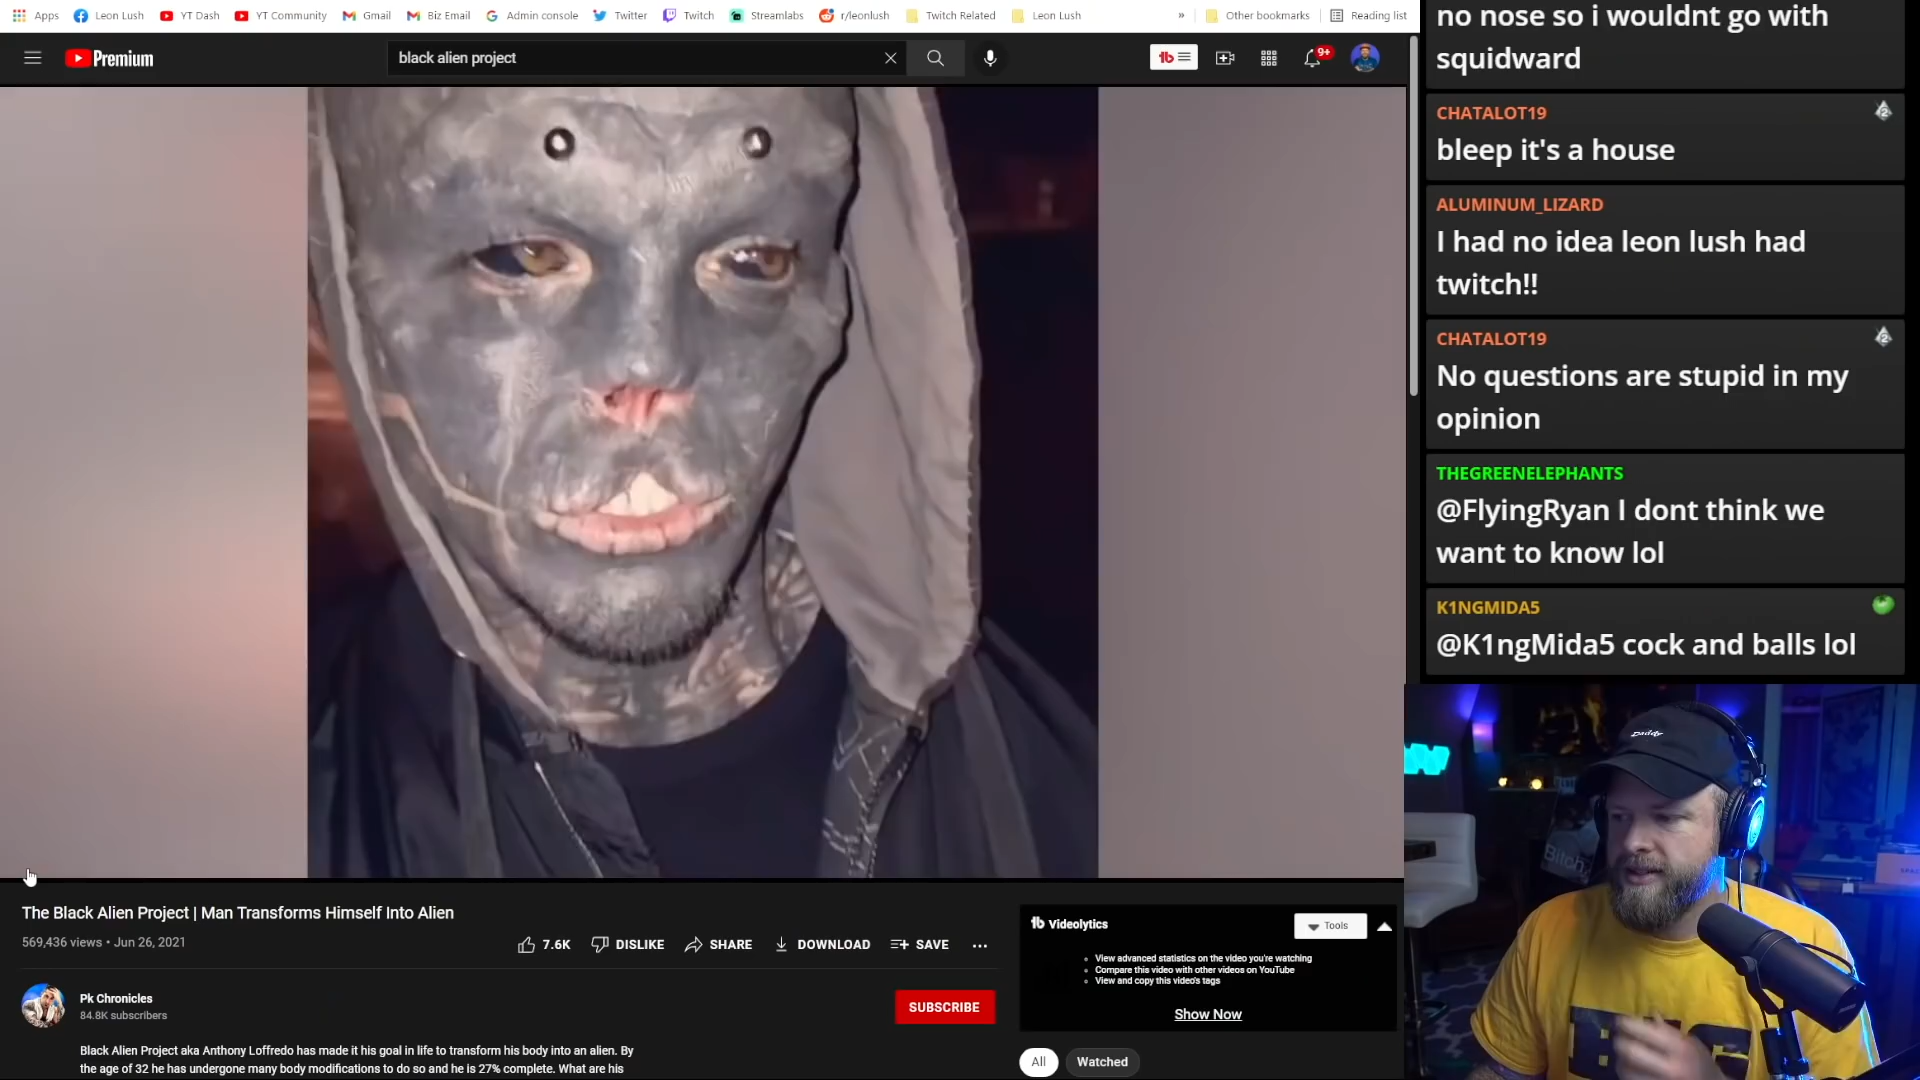 Apps Leon Lush YT Dash YT Community Gmail Biz Email Admin console Twitter Twitch Streamlabs r/leonlush Twitch Related Leon Lush » Other bookmarks Reading list
Premium
black alien project
9+
The Black Alien Project | Man Transforms Himself Into Alien
569,436 views • Jun 26, 2021
7.6K DISLIKE SHARE DOWNLOAD SAVE ...
Pk Chronicles
84.8K subscribers
SUBSCRIBE
Black Alien Project aka Anthony Loffredo has made it his goal in life to transform his body into an alien. By
the age of 32 he has undergone many body modifications to do so and he is 27% complete. What are his
Videolytics
Tools
View advanced statistics on the video you're watching
Compare this video with other videos on YouTube
View and copy this video's tags
Show Now
All Watched
no nose so i wouldnt go with
squidward
CHATALOT19
bleep it's a house
ALUMINUM_LIZARD
I had no idea leon lush had
twitch!!
CHATALOT19
No questions are stupid in my
opinion
THEGREENELEPHANTS
@FlyingRyan I dont think we
want to know lol
K1NGMIDA5
@K1ngMida5 cock and balls lol
Daddy
Bitch